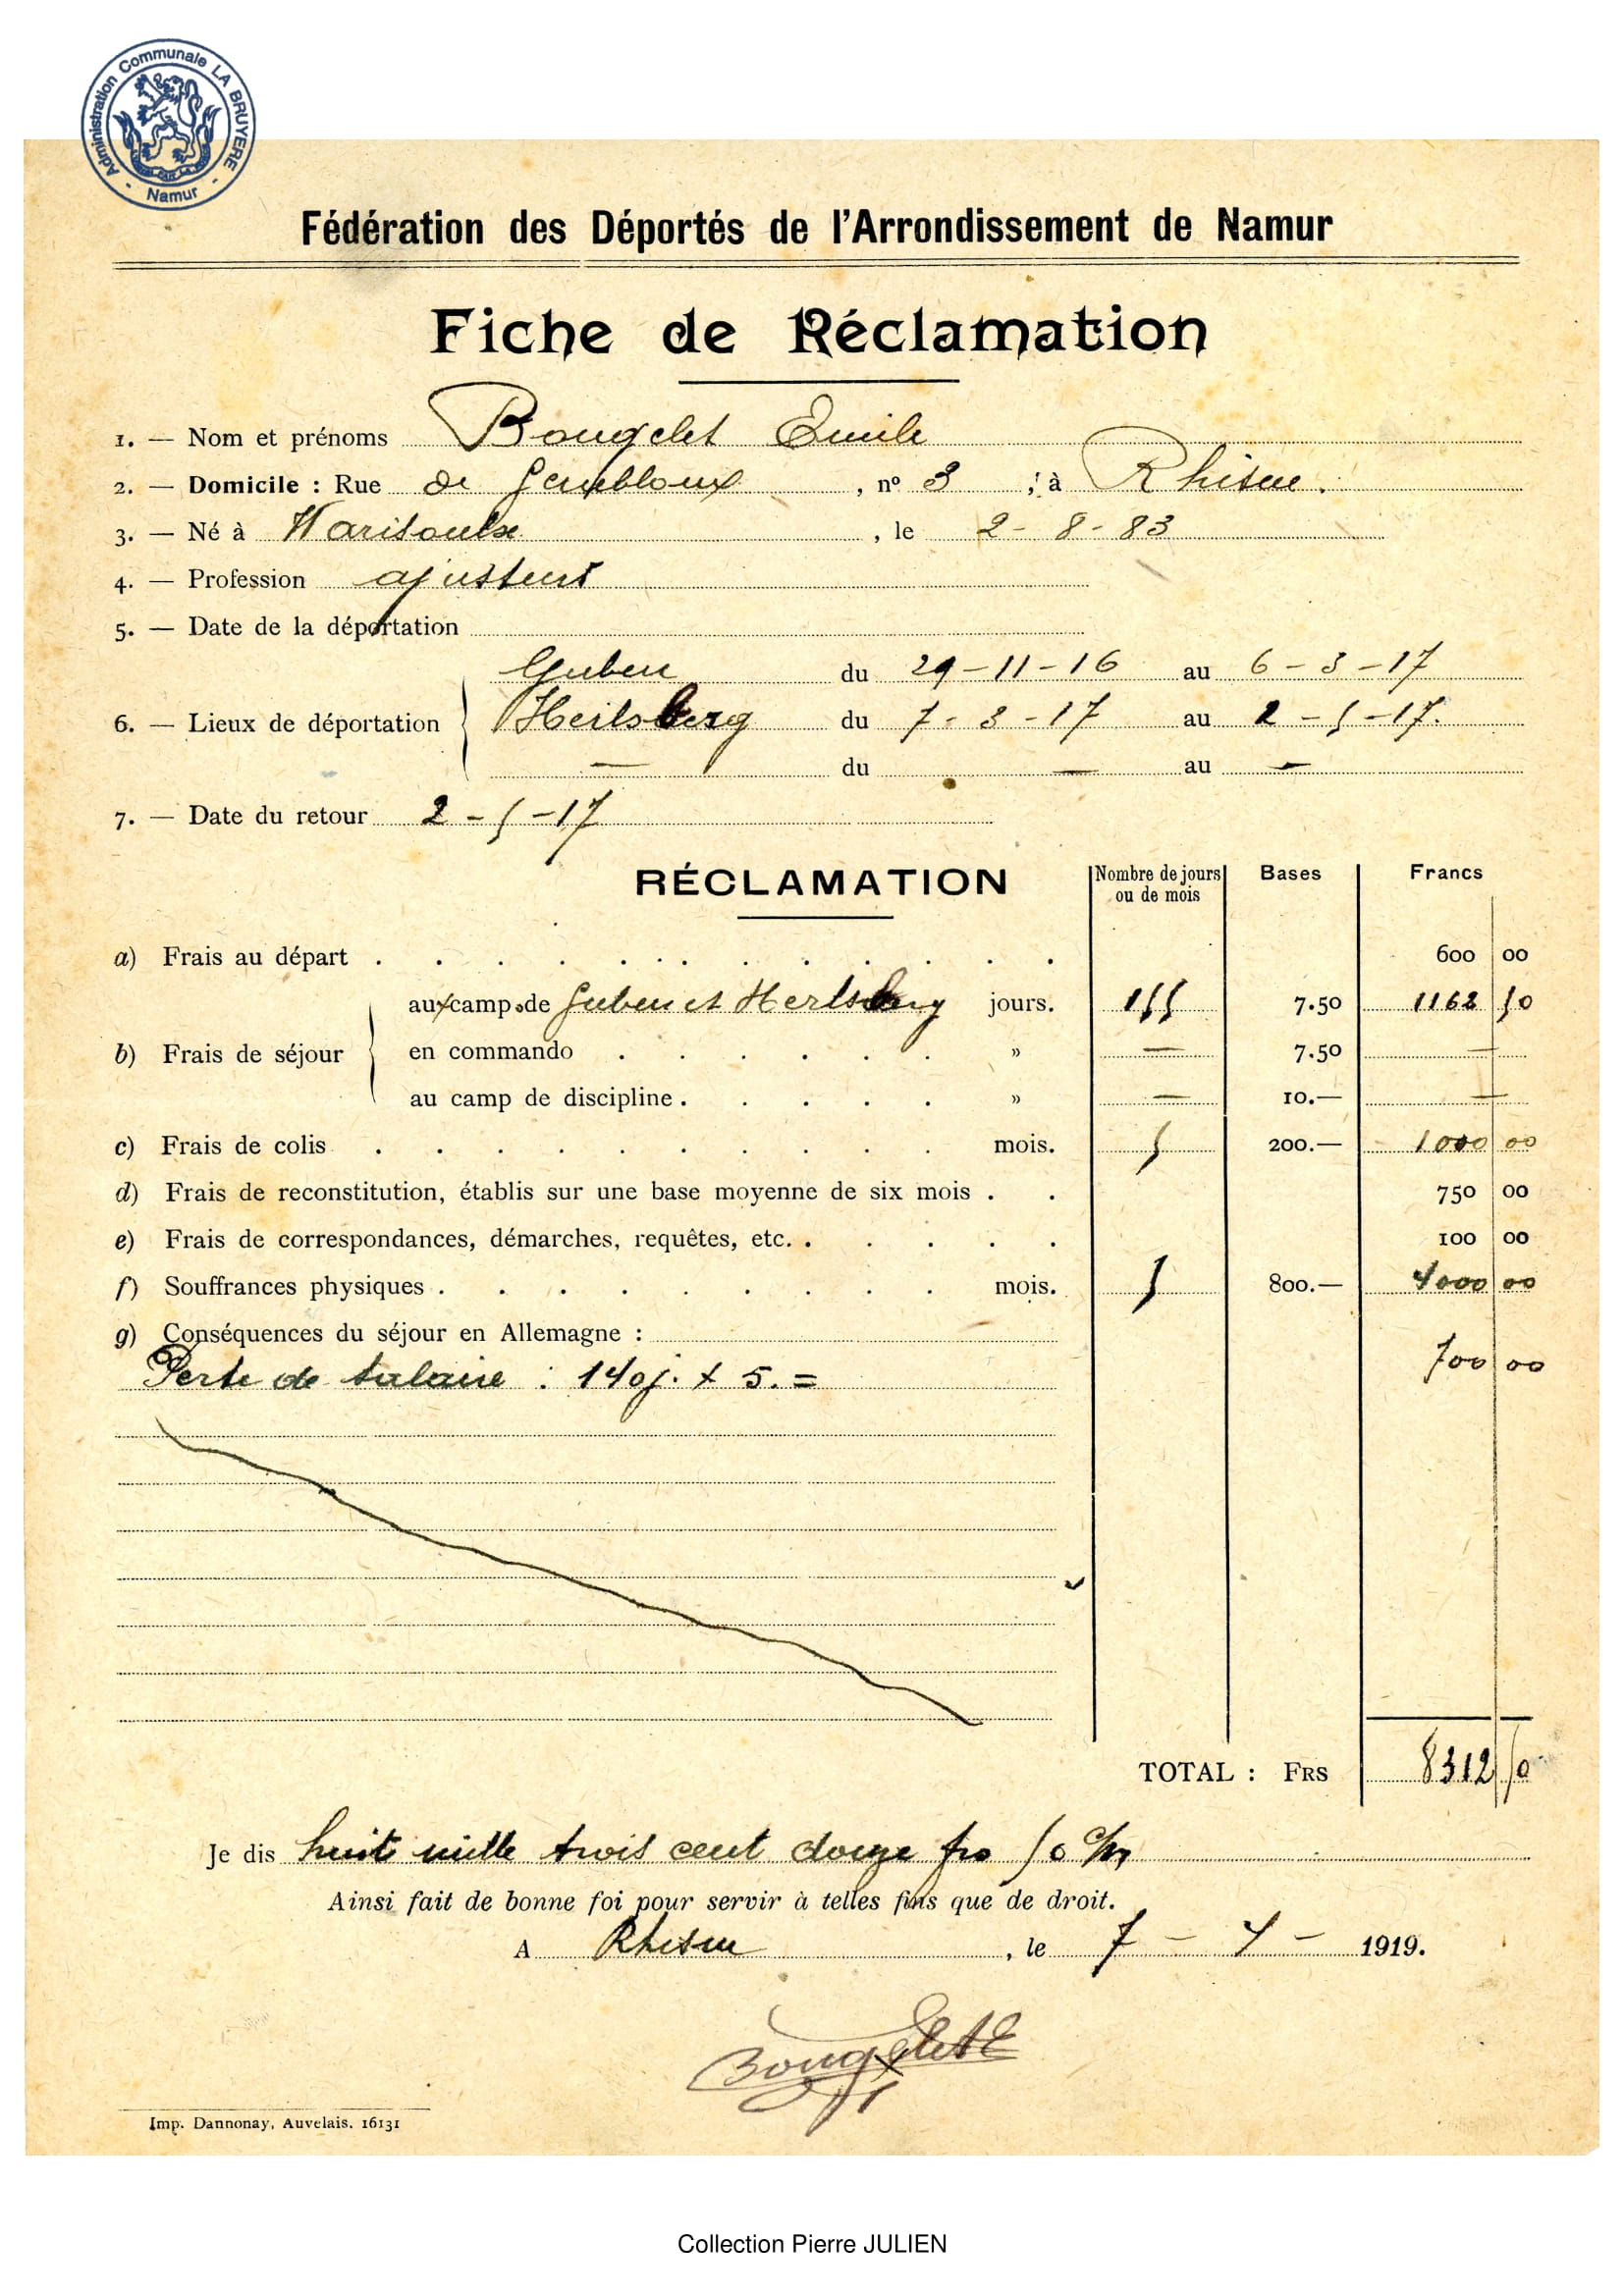 Administration Communale LA BRUYERE
- Namur -
Fédération des Déportés de l'Arrondissement de Namur
Fiche de Réclamation
1. — Nom et prénoms Bougelet Emile
2. — Domicile : Rue de Gembloux, nº 3 ; à Rhisne.
3. — Né à Warisoulx, le 2 - 8 - 83
4. — Profession ajusteur
5. — Date de la déportation
Guben du 29 - 11 - 16 au 6 - 3 - 17
6. — Lieux de déportation Heilsberg du 7 - 3 - 17 au 2 - 5 - 17.
— du — au —
7. — Date du retour 2 - 5 - 17
RÉCLAMATION Nombre de jours ou de mois Bases Francs
a) Frais au départ . . . . . . . . . . . . 600 00
aux camps de Guben et Herlsberg jours. 155 7.50 1162 50
b) Frais de séjour en commando . . . . . . » — 7.50 —
au camp de discipline . . . . . » — 10.— —
c) Frais de colis . . . . . . . . . . mois. 5 200.— 1000 00
d) Frais de reconstitution, établis sur une base moyenne de six mois . . 750 00
e) Frais de correspondances, démarches, requêtes, etc. . . . . . 100 00
f) Souffrances physiques . . . . . . . . . mois. 5 800.— 4000 00
g) Conséquences du séjour en Allemagne :
Perte de salaire : 140 j. x 5. = 700 00
TOTAL : FRS 8312 50
Je dis huit mille trois cent douze frs 50 c/m
Ainsi fait de bonne foi pour servir à telles fins que de droit.
A Rhisne, le 7 - 4 - 1919.
Bougelet E
Imp. Dannonay, Auvelais. 16131
Collection Pierre JULIEN